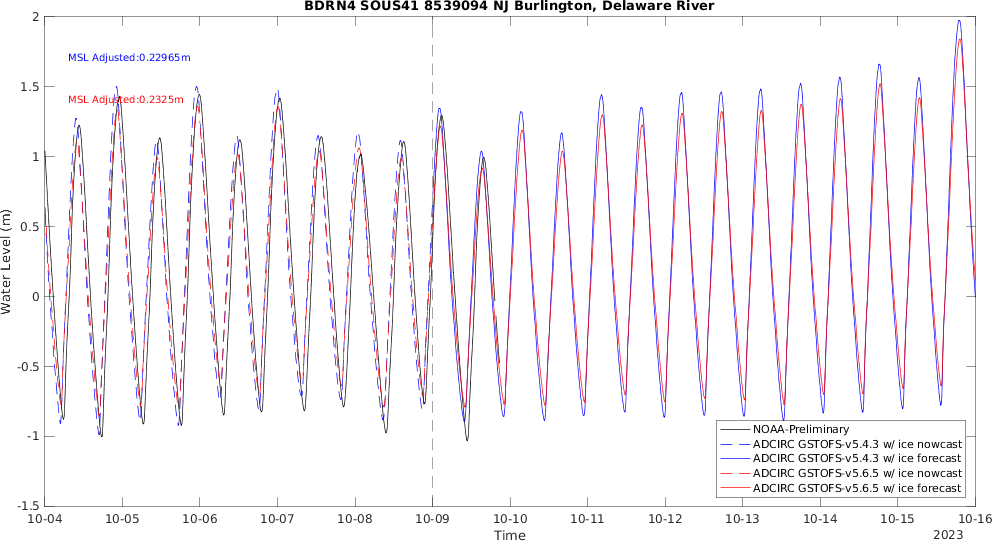 BDRN4 SOUS41 8539094 NJ Burlington, Delaware River
2
MSL Adjusted:0.22965m
1.5
MSL Adjusted:0.2325m
1
0.5
Water Level (m)
0
-0.5
-1
NOAA-Preliminary
ADCIRC GSTOFS-v5.4.3 w/ ice nowcast
ADCIRC GSTOFS-v5.4.3 w/ ice forecast
ADCIRC GSTOFS-v5.6.5 w/ ice nowcast
ADCIRC GSTOFS-v5.6.5 w/ ice forecast
-1.5
10-04 10-05 10-06 10-07 10-08 10-09 10-10 10-11 10-12 10-13 10-14 10-15 10-16
Time
2023